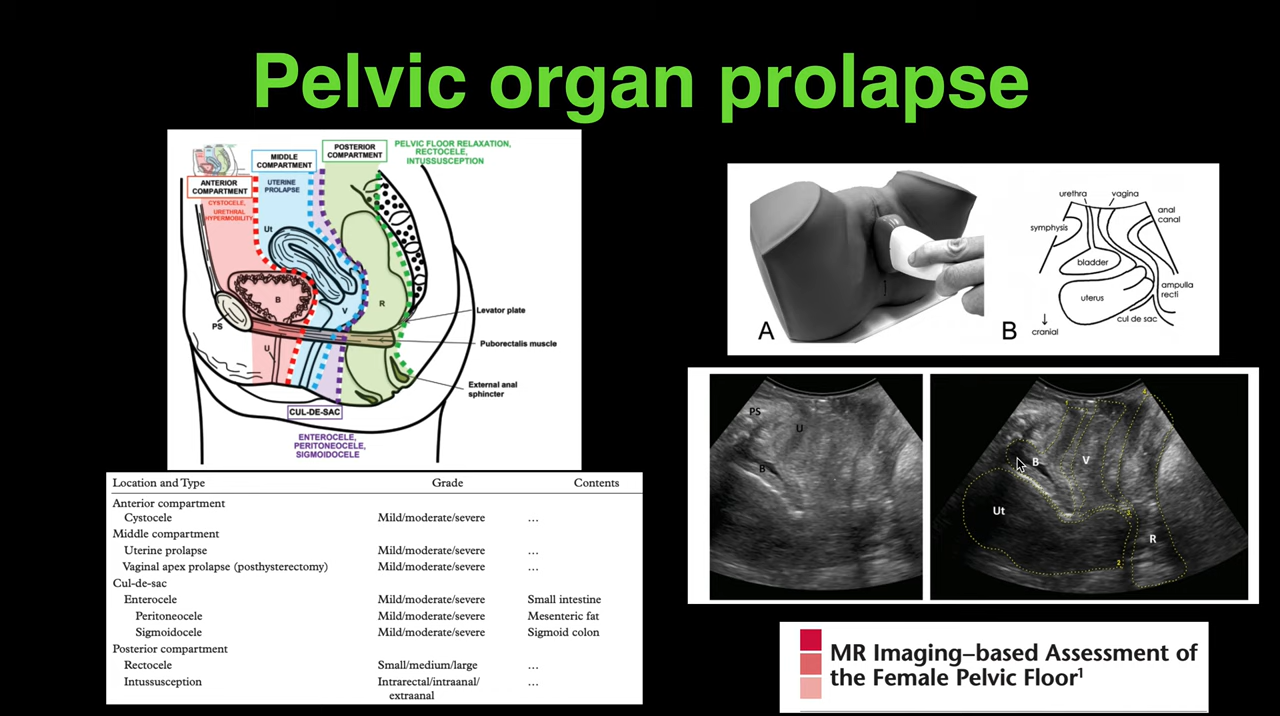 Pelvic organ prolapse
ANTERIOR
COMPARTMENT
CYSTOCELE,
URETHRAL
HYPERMOBILITY
MIDDLE
COMPARTMENT
UTERINE
PROLAPSE
POSTERIOR
COMPARTMENT
PELVIC FLOOR RELAXATION,
RECTOCELE,
INTUSSUSCEPTION
Ut
B
R
V
PS
U
Levator plate
Puborectalis muscle
External anal
sphincter
CUL-DE-SAC
ENTEROCELE,
PERITONEOCELE,
SIGMOIDOCELE
Location and Type Grade Contents
Anterior compartment
Cystocele Mild/moderate/severe ...
Middle compartment
Uterine prolapse Mild/moderate/severe ...
Vaginal apex prolapse (posthysterectomy) Mild/moderate/severe ...
Cul-de-sac
Enterocele Mild/moderate/severe Small intestine
Peritoneocele Mild/moderate/severe Mesenteric fat
Sigmoidocele Mild/moderate/severe Sigmoid colon
Posterior compartment
Rectocele Small/medium/large ...
Intussusception Intrarectal/intraanal/ ...
extraanal
A
B
urethra vagina
anal
canal
symphysis
bladder
uterus
ampulla
recti
cul de sac
cranial
PS
U
B
B
V
Ut
R
1
4
3
2
MR Imaging–based Assessment of
the Female Pelvic Floor1